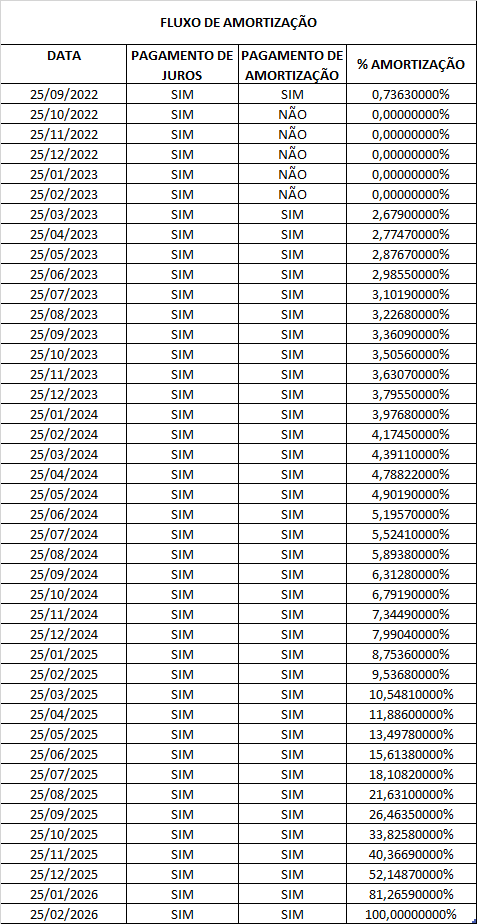 FLUXO DE AMORTIZAÇÃO
DATA PAGAMENTO DE JUROS PAGAMENTO DE AMORTIZAÇÃO % AMORTIZAÇÃO
25/09/2022 SIM SIM 0,73630000%
25/10/2022 SIM NÃO 0,00000000%
25/11/2022 SIM NÃO 0,00000000%
25/12/2022 SIM NÃO 0,00000000%
25/01/2023 SIM NÃO 0,00000000%
25/02/2023 SIM NÃO 0,00000000%
25/03/2023 SIM SIM 2,67900000%
25/04/2023 SIM SIM 2,77470000%
25/05/2023 SIM SIM 2,87670000%
25/06/2023 SIM SIM 2,98550000%
25/07/2023 SIM SIM 3,10190000%
25/08/2023 SIM SIM 3,22680000%
25/09/2023 SIM SIM 3,36090000%
25/10/2023 SIM SIM 3,50560000%
25/11/2023 SIM SIM 3,63070000%
25/12/2023 SIM SIM 3,79550000%
25/01/2024 SIM SIM 3,97680000%
25/02/2024 SIM SIM 4,17450000%
25/03/2024 SIM SIM 4,39110000%
25/04/2024 SIM SIM 4,78822000%
25/05/2024 SIM SIM 4,90190000%
25/06/2024 SIM SIM 5,19570000%
25/07/2024 SIM SIM 5,52410000%
25/08/2024 SIM SIM 5,89380000%
25/09/2024 SIM SIM 6,31280000%
25/10/2024 SIM SIM 6,79190000%
25/11/2024 SIM SIM 7,34490000%
25/12/2024 SIM SIM 7,99040000%
25/01/2025 SIM SIM 8,75360000%
25/02/2025 SIM SIM 9,53680000%
25/03/2025 SIM SIM 10,54810000%
25/04/2025 SIM SIM 11,88600000%
25/05/2025 SIM SIM 13,49780000%
25/06/2025 SIM SIM 15,61380000%
25/07/2025 SIM SIM 18,10820000%
25/08/2025 SIM SIM 21,63100000%
25/09/2025 SIM SIM 26,46350000%
25/10/2025 SIM SIM 33,82580000%
25/11/2025 SIM SIM 40,36690000%
25/12/2025 SIM SIM 52,14870000%
25/01/2026 SIM SIM 81,26590000%
25/02/2026 SIM SIM 100,00000000%